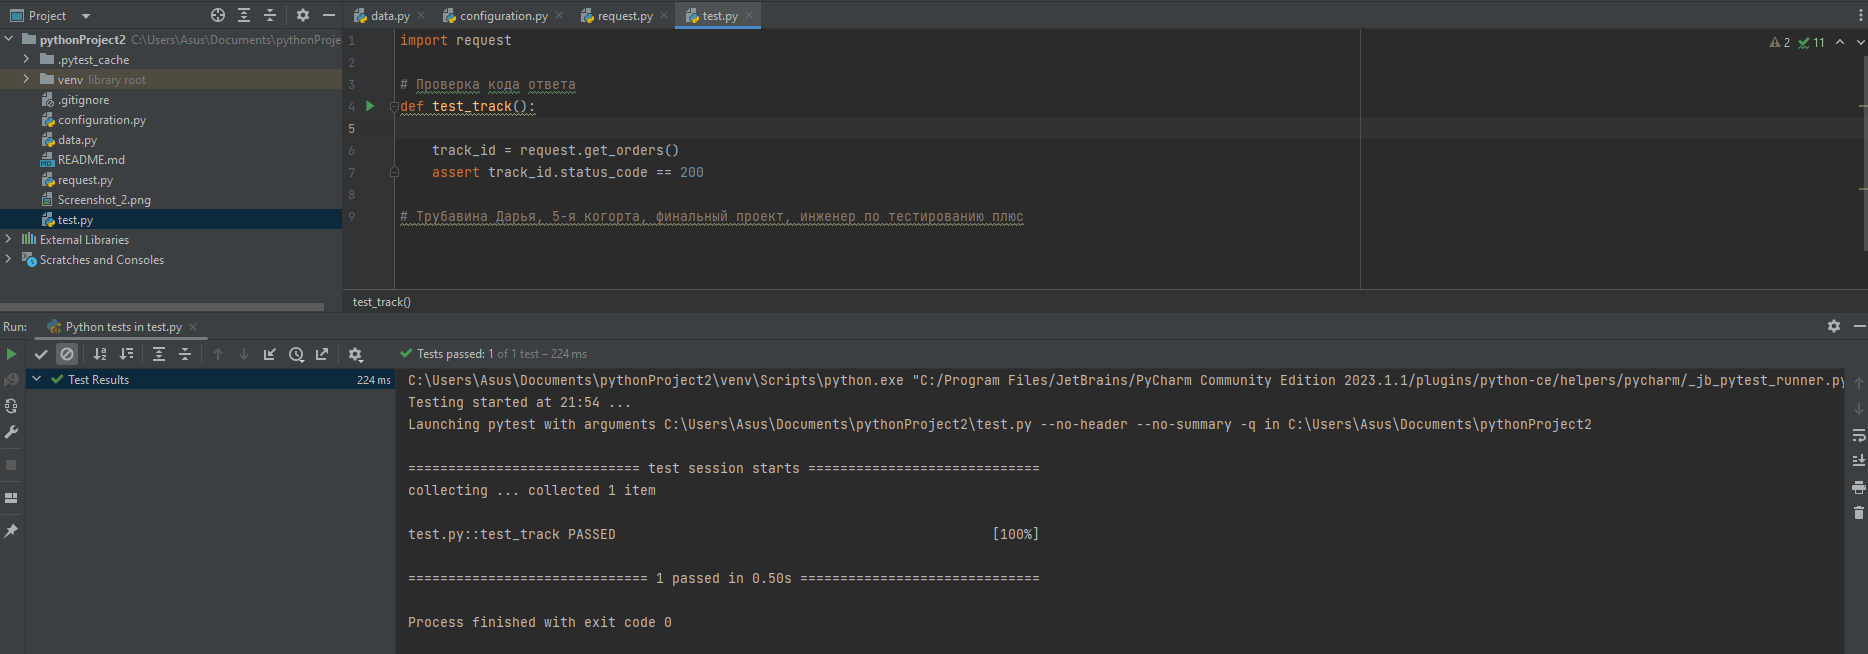 Project
data.py
configuration.py
request.py
test.py
pythonProject2 C:\Users\Asus\Documents\pythonProje
.pytest_cache
venv library root
.gitignore
configuration.py
data.py
README.md
request.py
Screenshot_2.png
test.py
External Libraries
Scratches and Consoles
1 import request
2
3 # Проверка кода ответа
4 def test_track():
5
6 track_id = request.get_orders()
7 assert track_id.status_code == 200
8
9 # Трубавина Дарья, 5-я когорта, финальный проект, инженер по тестированию плюс
2 11
test_track()
Run: Python tests in test.py
Tests passed: 1 of 1 test – 224 ms
Test Results 224 ms
C:\Users\Asus\Documents\pythonProject2\venv\Scripts\python.exe "C:/Program Files/JetBrains/PyCharm Community Edition 2023.1.1/plugins/python-ce/helpers/pycharm/_jb_pytest_runner.py
Testing started at 21:54 ...
Launching pytest with arguments C:\Users\Asus\Documents\pythonProject2\test.py --no-header --no-summary -q in C:\Users\Asus\Documents\pythonProject2
============================= test session starts =============================
collecting ... collected 1 item
test.py::test_track PASSED [100%]
============================== 1 passed in 0.50s ==============================
Process finished with exit code 0